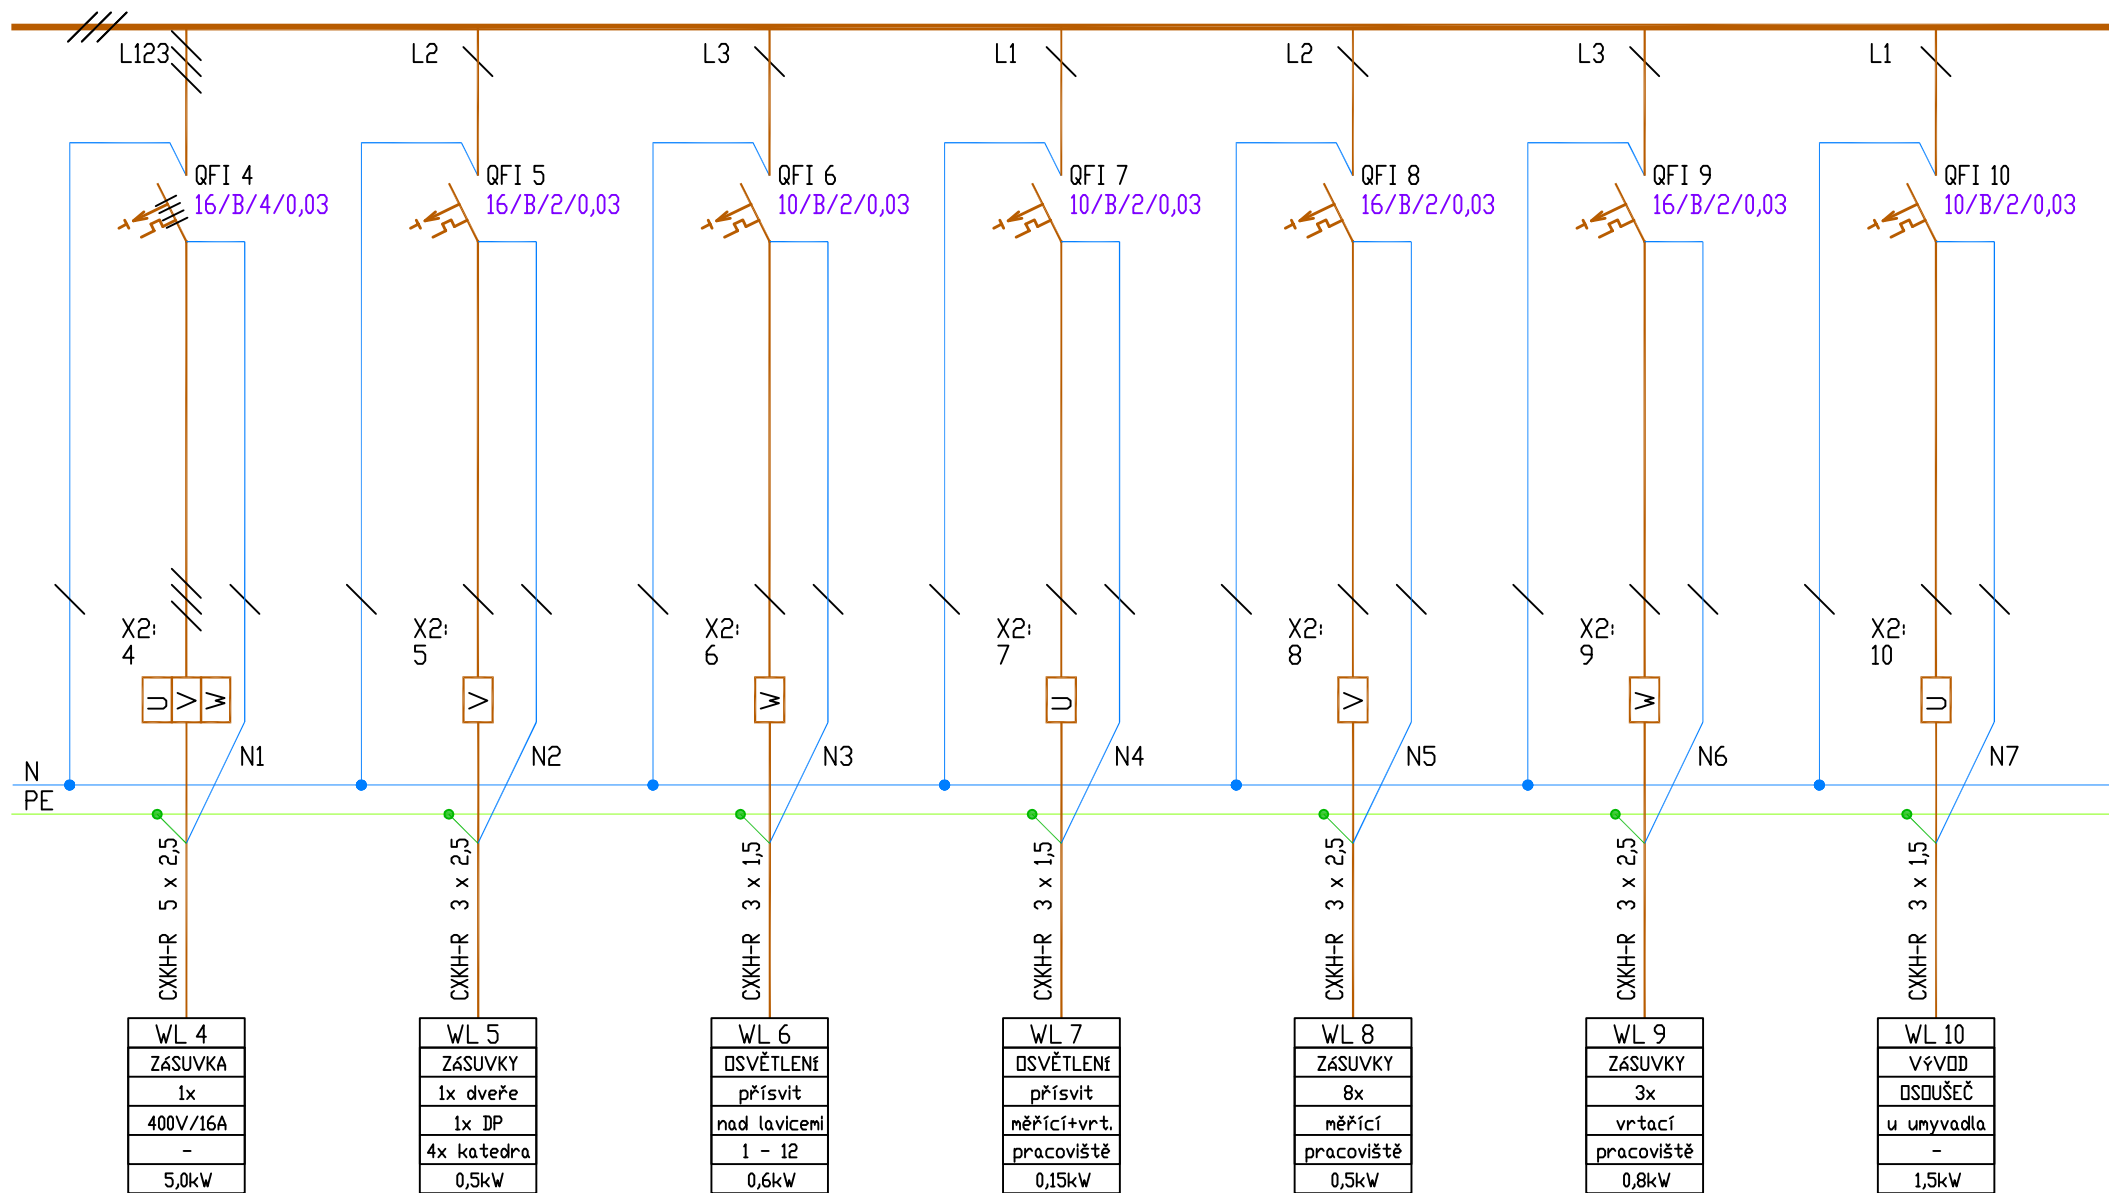 L123
L2
L3
L1
L2
L3
L1
QFI 4
16/B/4/0,03
QFI 5
16/B/2/0,03
QFI 6
10/B/2/0,03
QFI 7
10/B/2/0,03
QFI 8
16/B/2/0,03
QFI 9
16/B/2/0,03
QFI 10
10/B/2/0,03
X2:
4
X2:
5
X2:
6
X2:
7
X2:
8
X2:
9
X2:
10
U V W
V
W
U
V
W
U
N1
N2
N3
N4
N5
N6
N7
N
PE
CXKH-R 5 x 2,5
CXKH-R 3 x 2,5
CXKH-R 3 x 1,5
CXKH-R 3 x 1,5
CXKH-R 3 x 2,5
CXKH-R 3 x 2,5
CXKH-R 3 x 1,5
WL 4
ZÁSUVKA
1x
400V/16A
-
5,0kW
WL 5
ZÁSUVKY
1x dveře
1x DP
4x katedra
0,5kW
WL 6
OSVĚTLENÍ
přísvit
nad lavicemi
1 - 12
0,6kW
WL 7
OSVĚTLENÍ
přísvit
měřící+vrt.
pracoviště
0,15kW
WL 8
ZÁSUVKY
8x
měřící
pracoviště
0,5kW
WL 9
ZÁSUVKY
3x
vrtací
pracoviště
0,8kW
WL 10
VÝVOD
OSOUŠEČ
u umyvadla
-
1,5kW